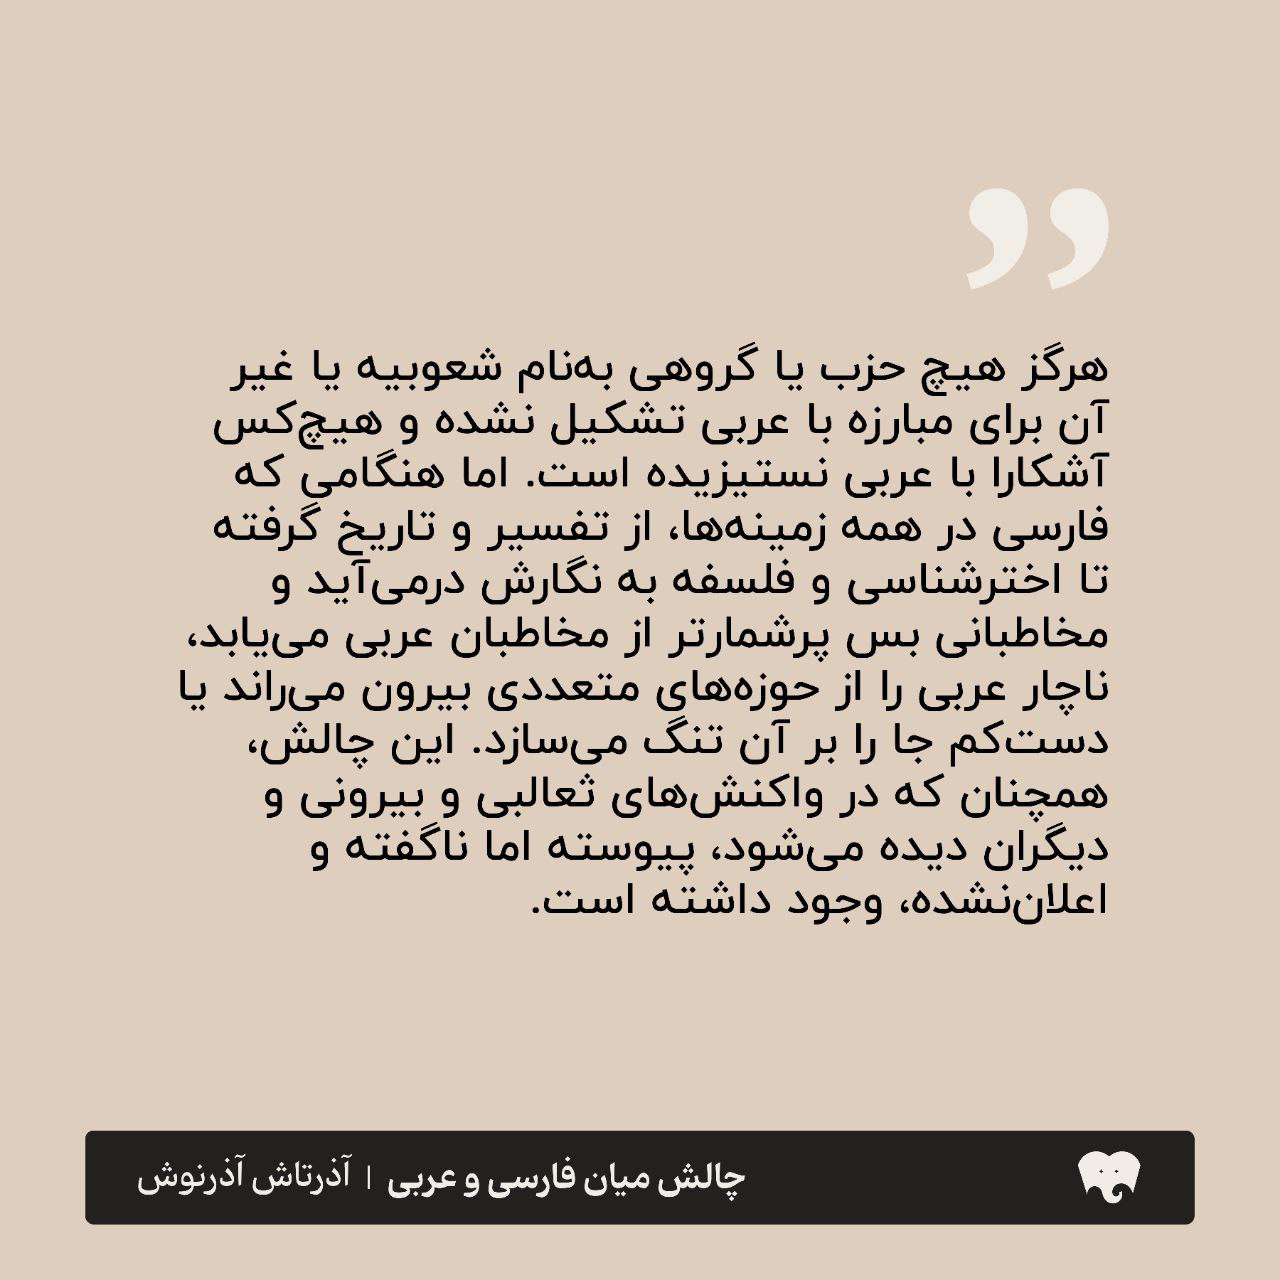 هرگز هیچ حزب یا گروهی به‌نام شعوبیه یا غیر
آن برای مبارزه با عربی تشکیل نشده و هیچ‌کس
آشکارا با عربی نستیزیده است. اما هنگامی که
فارسی در همه زمینه‌ها، از تفسیر و تاریخ گرفته
تا اخترشناسی و فلسفه به نگارش درمی‌آید و
مخاطبانی بس پرشمارتر از مخاطبان عربی می‌یابد،
ناچار عربی را از حوزه‌های متعددی بیرون می‌راند یا
دست‌کم جا را بر آن تنگ می‌سازد. این چالش،
همچنان که در واکنش‌های ثعالبی و بیرونی و
دیگران دیده می‌شود، پیوسته اما ناگفته و
اعلان‌نشده، وجود داشته است.
چالش میان فارسی و عربی | آذرتاش آذرنوش